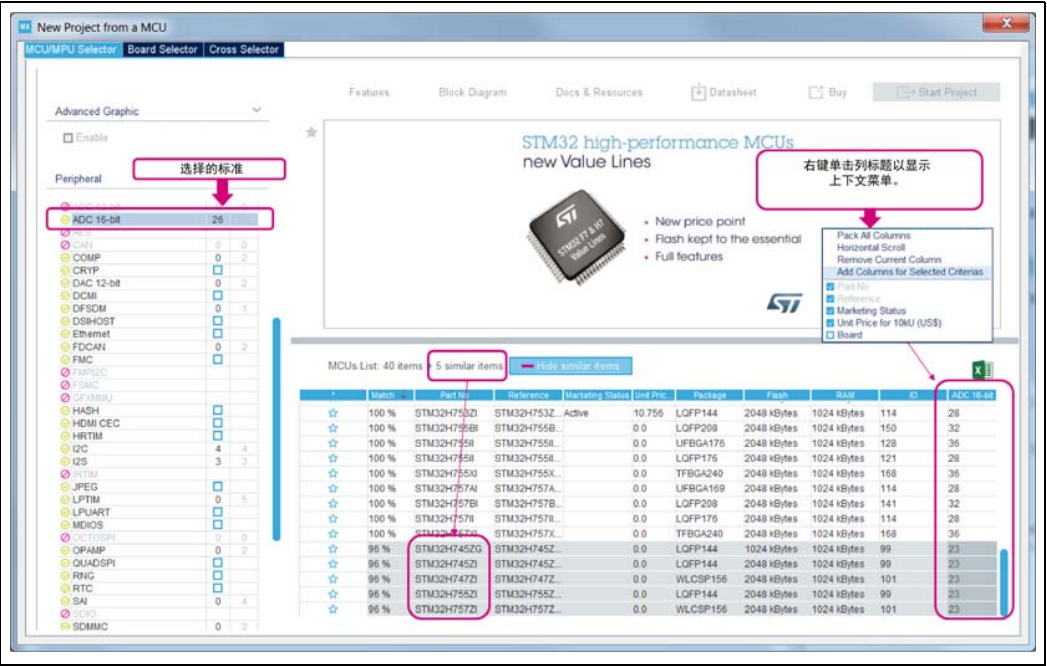 New Project from a MCU
MCU/MPU Selector Board Selector Cross Selector
Features Block Diagram Docs & Resources Datasheet Buy Start Project
Advanced Graphic
Enable
选择的标准
Peripheral
ADC 16-bit 26
CAN 0 0
COMP 0 2
CRYP
DAC 12-bit 0 2
DCMI
DFSDM 0 1
DSIHOST
Ethernet
FDCAN 0 2
FMC
FMPI2C
FSMC
GFXMMU
HASH
HDMI CEC
HRTIM
I2C 4 4
I2S 3 3
IRTIM
JPEG
LPTIM 0 5
LPUART
MDIOS
OCTOSPI 0 0
OPAMP 0 2
QUADSPI
RNG
RTC
SAI 0 4
SDIO
SDMMC 0 2
STM32 high-performance MCUs
new Value Lines
STM32 F7 & H7
Value Lines
• New price point
• Flash kept to the essential
• Full features
右键单击列标题以显示
上下文菜单。
Pack All Columns
Horizontal Scroll
Remove Current Column
Add Columns for Selected Criterias
Part No
Reference
Marketing Status
Unit Price for 10kU (US$)
Board
MCUs List: 40 items + 5 similar items Hide similar items
* Match Part No Reference Marketing Status Unit Pric... Package Flash RAM IO ADC 16-bit
100 % STM32H753ZI STM32H753Z... Active 10.756 LQFP144 2048 kBytes 1024 kBytes 114 28
100 % STM32H755BI STM32H755B... 0.0 LQFP208 2048 kBytes 1024 kBytes 150 32
100 % STM32H755II STM32H755II... 0.0 UFBGA176 2048 kBytes 1024 kBytes 128 36
100 % STM32H755II STM32H755II... 0.0 LQFP176 2048 kBytes 1024 kBytes 121 28
100 % STM32H755XI STM32H755X... 0.0 TFBGA240 2048 kBytes 1024 kBytes 168 36
100 % STM32H757AI STM32H757A... 0.0 UFBGA169 2048 kBytes 1024 kBytes 114 28
100 % STM32H757BI STM32H757B... 0.0 LQFP208 2048 kBytes 1024 kBytes 141 32
100 % STM32H757II STM32H757II... 0.0 LQFP176 2048 kBytes 1024 kBytes 114 28
100 % STM32H757XI STM32H757X... 0.0 TFBGA240 2048 kBytes 1024 kBytes 168 36
96 % STM32H745ZG STM32H745Z... 0.0 LQFP144 1024 kBytes 1024 kBytes 99 23
96 % STM32H745ZI STM32H745Z... 0.0 LQFP144 2048 kBytes 1024 kBytes 99 23
96 % STM32H747ZI STM32H747Z... 0.0 WLCSP156 2048 kBytes 1024 kBytes 101 23
96 % STM32H755ZI STM32H755Z... 0.0 LQFP144 2048 kBytes 1024 kBytes 99 23
96 % STM32H757ZI STM32H757Z... 0.0 WLCSP156 2048 kBytes 1024 kBytes 101 23